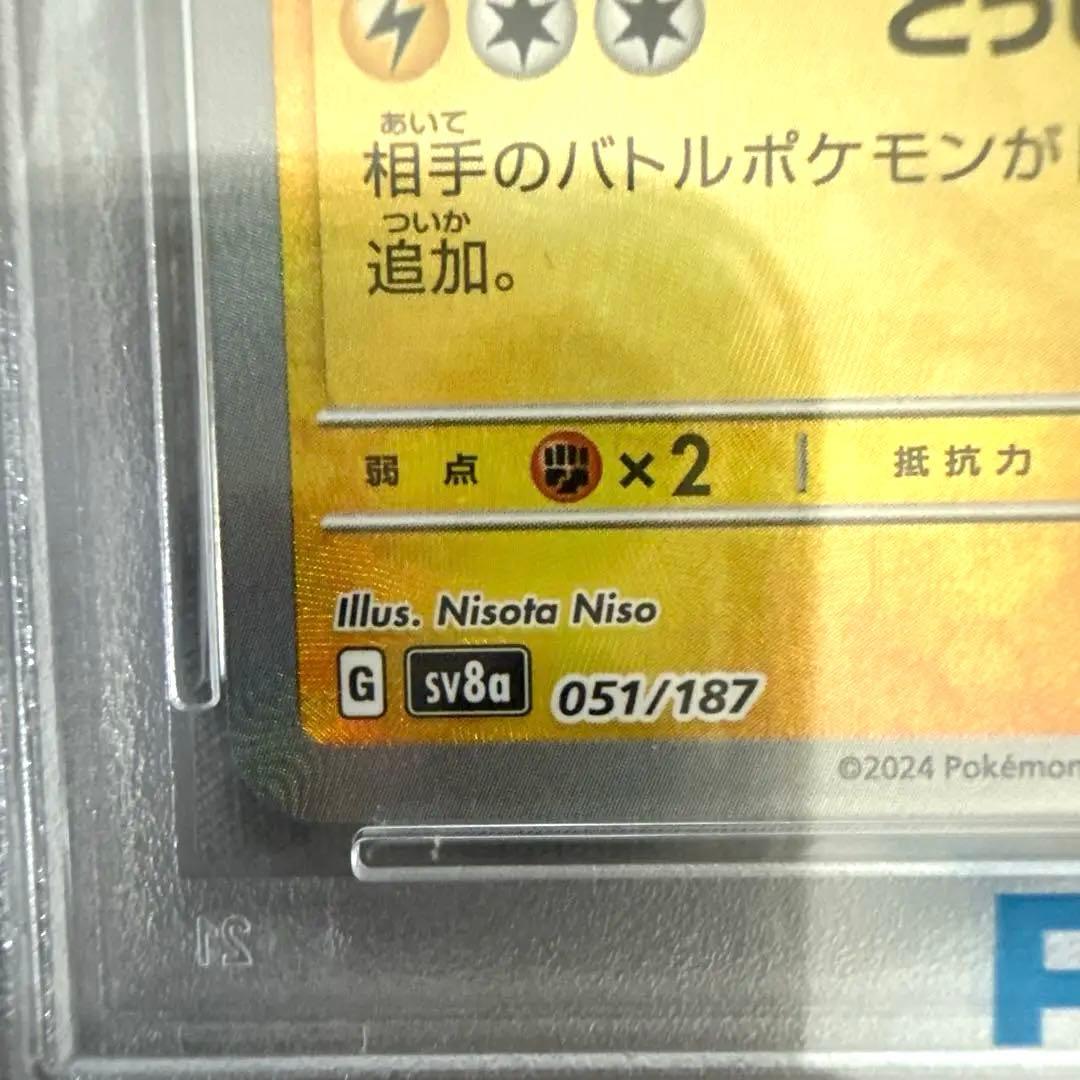 あいて
相手のバトルポケモンが
ついか
追加。
弱点 ×2 抵抗力
Illus. Nisota Niso
G sv8a 051/187
©2024 Pokémon
21